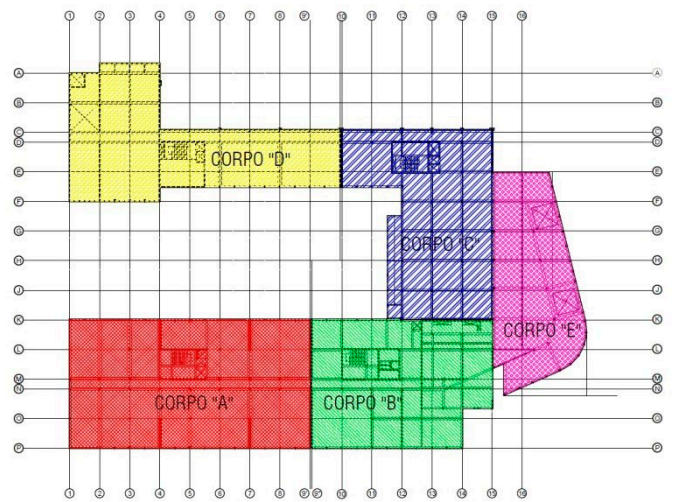 1 2 3 4 5 6 7 8 9' 10 11 12 13 14 15 16
A A
B B
C C
D D
CORPO "D"
E E
F F
G G
CORPO "C"
H H
J J
K K
CORPO "E"
L L
M M
N N
CORPO "A" CORPO "B"
O
P P
1 2 3 4 5 6 7 8 9' 9" 10 11 12 13 14 15 16